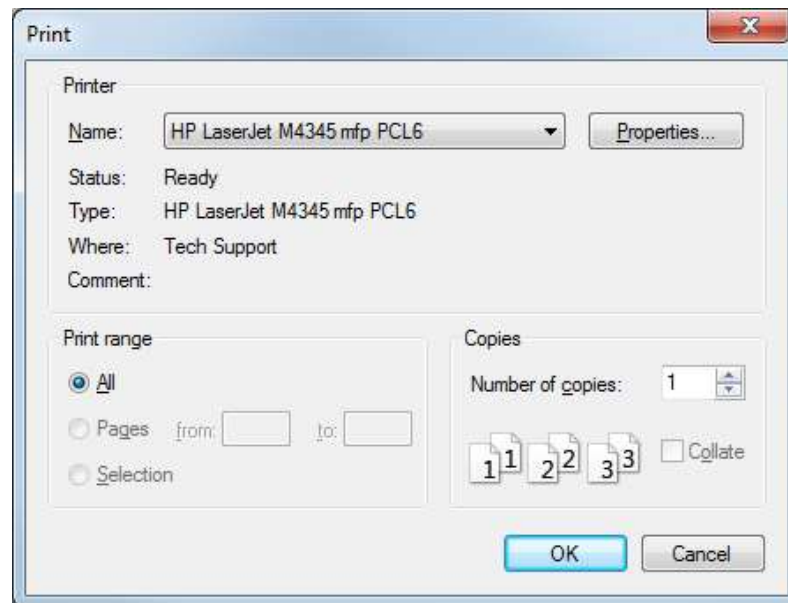 Print
Printer
Name: HP LaserJet M4345 mfp PCL6 Properties...
Status: Ready
Type: HP LaserJet M4345 mfp PCL6
Where: Tech Support
Comment:
Print range
All
Pages from: to:
Selection
Copies
Number of copies: 1
1 1 2 2 3 3 Collate
OK Cancel